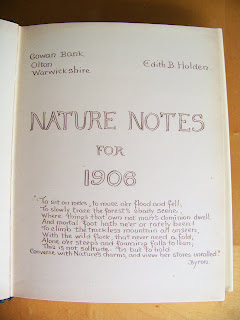 Gowan Bank
Olton
Warwickshire
Edith B Holden
NATURE NOTES
FOR
1906
"To sit on rocks, to muse o'er flood and fell,
To slowly trace the forest's shady scene,
Where things that own not man's dominion dwell
And mortal foot hath ne'er or rarely been;
To climb the trackless mountain all unseen,
With the wild flock, that never need a fold;
Alone o'er steeps and foaming falls to lean;
This is not solitude. 'Tis but to hold
Converse with Nature's charms, and view her stores unrolled."
Byron.